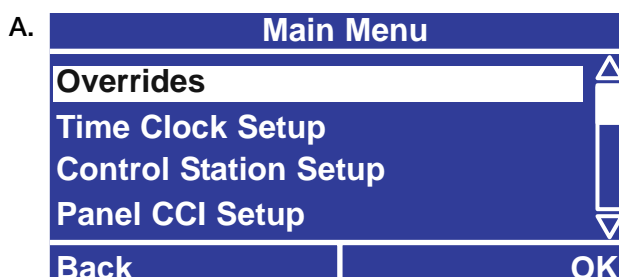 A.
Main Menu
Overrides
Time Clock Setup
Control Station Setup
Panel CCI Setup
Back OK